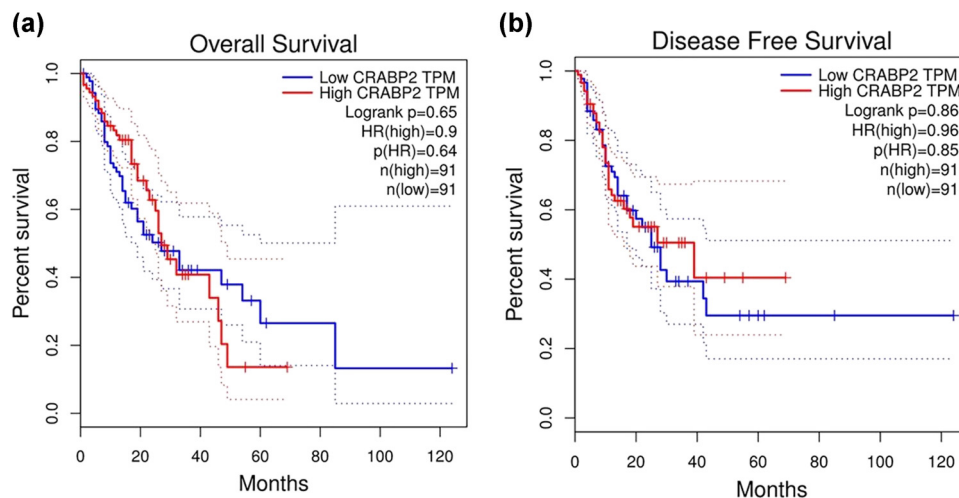 (a)
Overall Survival
Low CRABP2 TPM
High CRABP2 TPM
Logrank p=0.65
HR(high)=0.9
p(HR)=0.64
n(high)=91
n(low)=91
Percent survival
0.0
0.2
0.4
0.6
0.8
1.0
0 20 40 60 80 100 120
Months
(b)
Disease Free Survival
Low CRABP2 TPM
High CRABP2 TPM
Logrank p=0.86
HR(high)=0.96
p(HR)=0.85
n(high)=91
n(low)=91
Percent survival
0.0
0.2
0.4
0.6
0.8
1.0
0 20 40 60 80 100 120
Months